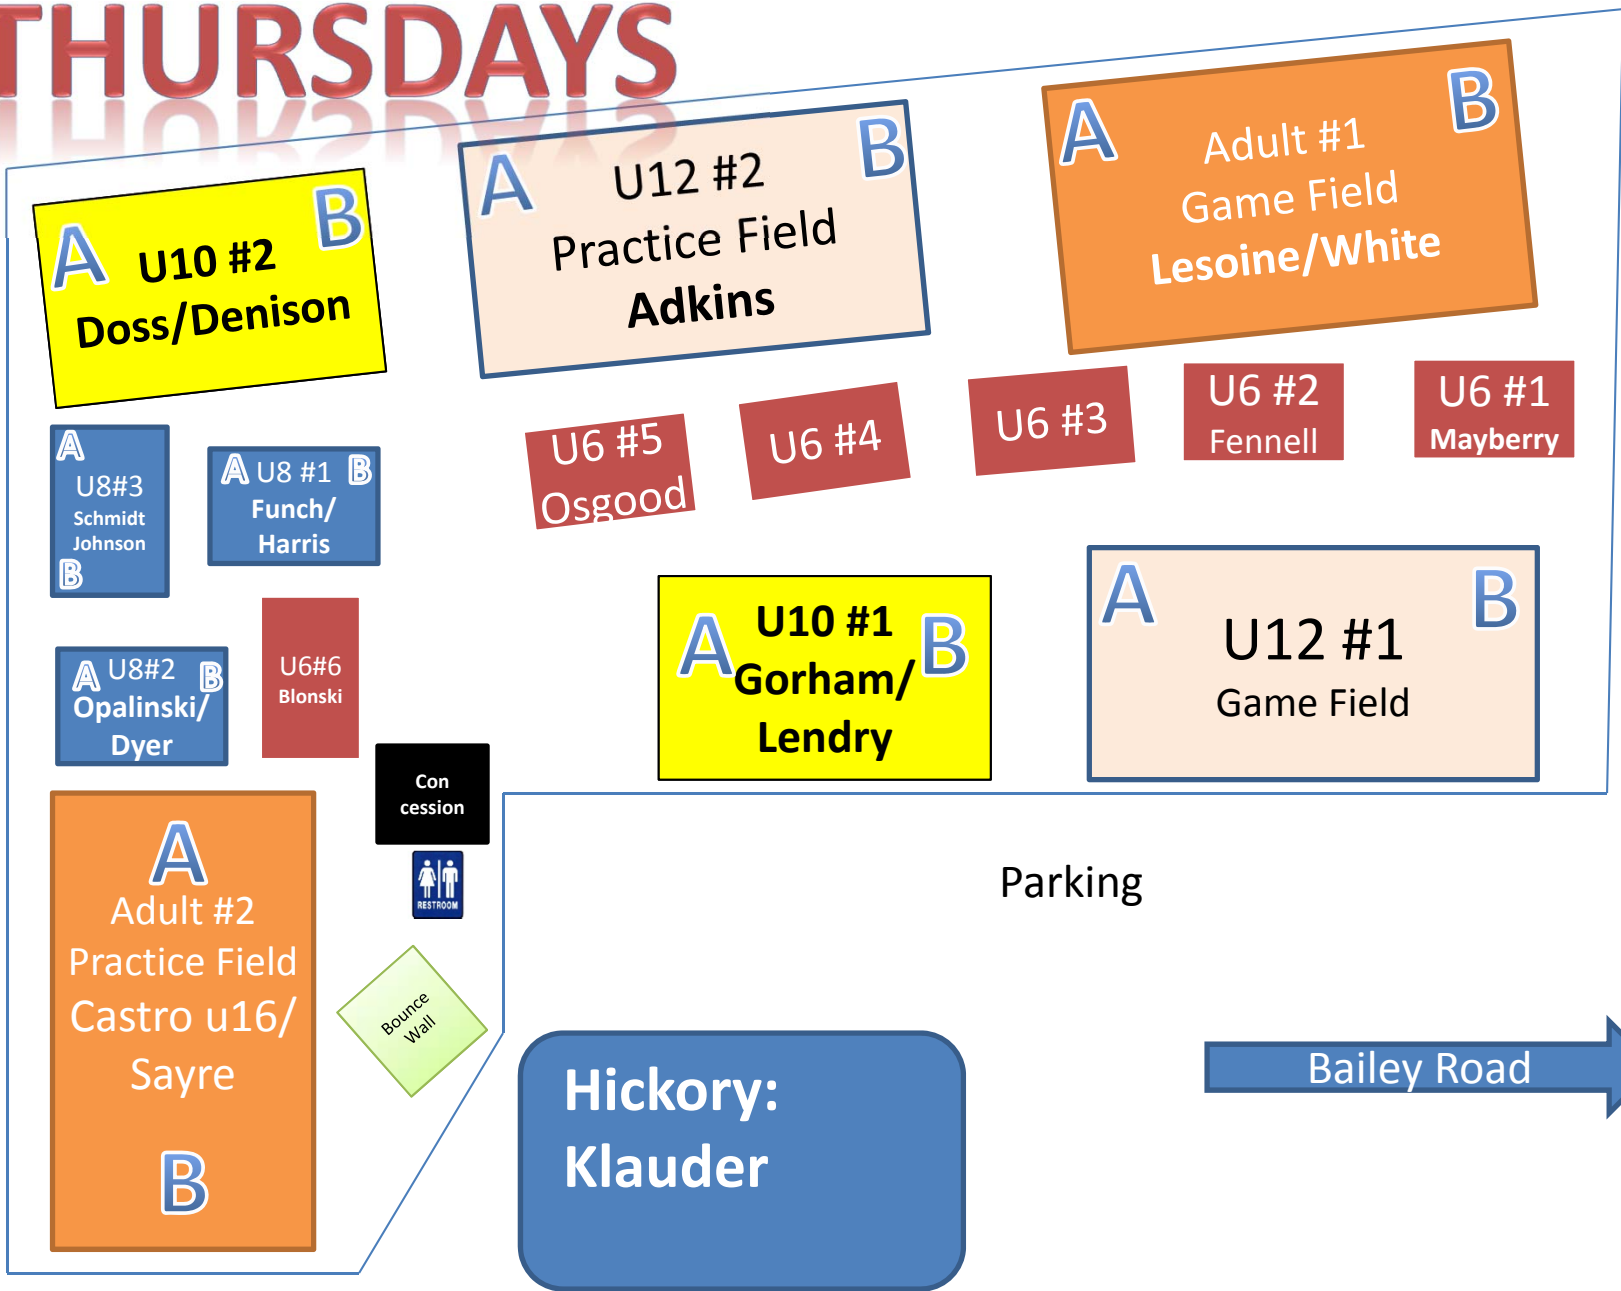 THURSDAYS
A
B
U10 #2
Doss/Denison
A
B
U12 #2
Practice Field
Adkins
A
B
Adult #1
Game Field
Lesoine/White
A
U8#3
Schmidt
Johnson
B
A U8 #1 B
Funch/
Harris
U6 #5
Osgood
U6 #4
U6 #3
U6 #2
Fennell
U6 #1
Mayberry
A U8#2 B
Opalinski/
Dyer
U6#6
Blonski
A
B
U10 #1
Gorham/
Lendry
A
B
U12 #1
Game Field
Con
cession
RESTROOM
A
Adult #2
Practice Field
Castro u16/
Sayre
B
Bounce
Wall
Parking
Hickory:
Klauder
Bailey Road